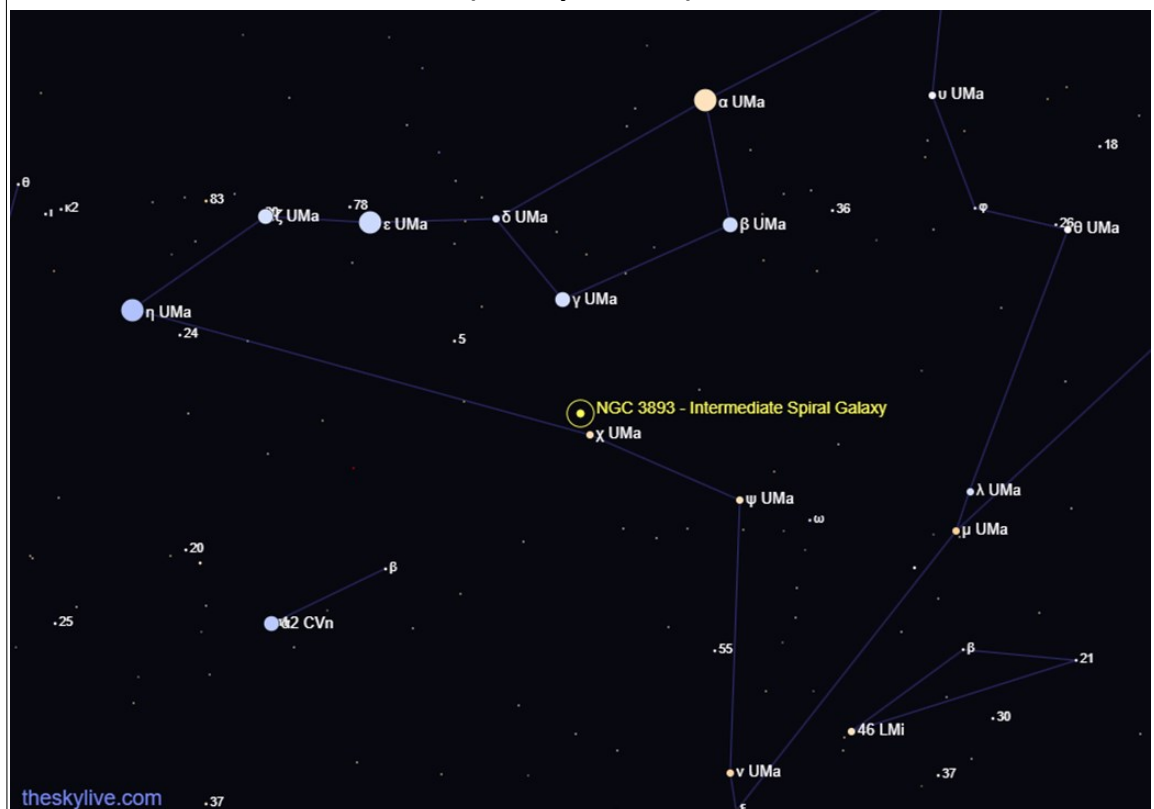 α UMa
υ UMa
18
θ
ι
κ2
83
ζ UMa
78
ε UMa
δ UMa
β UMa
36
φ
26
θ UMa
η UMa
24
γ UMa
5
NGC 3893 - Intermediate Spiral Galaxy
χ UMa
ψ UMa
ω
λ UMa
μ UMa
20
β
25
α2 CVn
55
β
21
46 LMi
30
ν UMa
37
theskylive.com
37
ξ